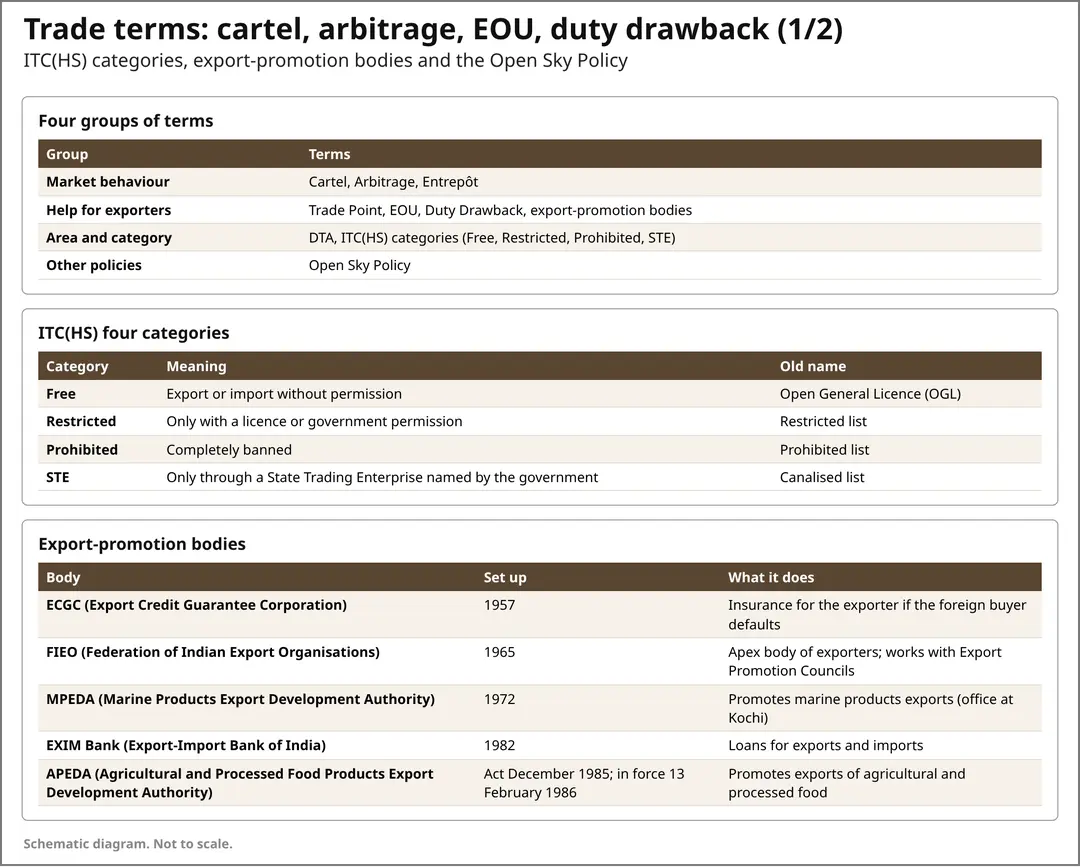 Trade terms: cartel, arbitrage, EOU, duty drawback (1/2)
ITC(HS) categories, export-promotion bodies and the Open Sky Policy
Four groups of terms
Group Terms
Market behaviour Cartel, Arbitrage, Entrepôt
Help for exporters Trade Point, EOU, Duty Drawback, export-promotion bodies
Area and category DTA, ITC(HS) categories (Free, Restricted, Prohibited, STE)
Other policies Open Sky Policy
ITC(HS) four categories
Category Meaning Old name
Free Export or import without permission Open General Licence (OGL)
Restricted Only with a licence or government permission Restricted list
Prohibited Completely banned Prohibited list
STE Only through a State Trading Enterprise named by the government Canalised list
Export-promotion bodies
Body Set up What it does
ECGC (Export Credit Guarantee Corporation) 1957 Insurance for the exporter if the foreign buyer
defaults
FIEO (Federation of Indian Export Organisations) 1965 Apex body of exporters; works with Export
Promotion Councils
MPEDA (Marine Products Export Development Authority) 1972 Promotes marine products exports (office at
Kochi)
EXIM Bank (Export-Import Bank of India) 1982 Loans for exports and imports
APEDA (Agricultural and Processed Food Products Export Act December 1985; in force 13 Promotes exports of agricultural and
Development Authority) February 1986 processed food
Schematic diagram. Not to scale.